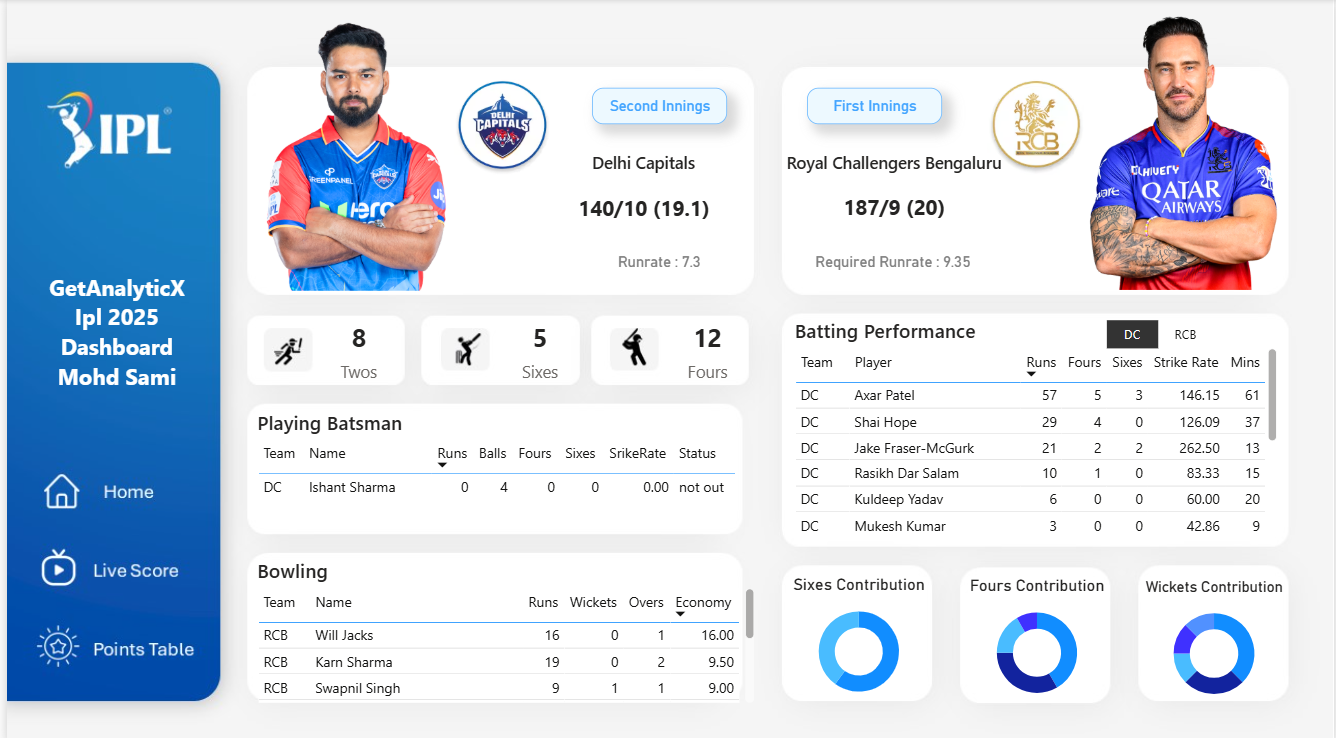 IPL
GetAnalyticX
Ipl 2025
Dashboard
Mohd Sami
Home
Live Score
Points Table
GREENPANEL
Hero
DELHI
CAPITALS
Second Innings
Delhi Capitals
140/10 (19.1)
Runrate : 7.3
First Innings
Royal Challengers Bengaluru
187/9 (20)
Required Runrate : 9.35
RCB
QATAR
AIRWAYS
8
Twos
5
Sixes
12
Fours
Playing Batsman
Team Name Runs Balls Fours Sixes SrikeRate Status
DC Ishant Sharma 0 4 0 0 0.00 not out
Bowling
Team Name Runs Wickets Overs Economy
RCB Will Jacks 16 0 1 16.00
RCB Karn Sharma 19 0 2 9.50
RCB Swapnil Singh 9 1 1 9.00
Batting Performance
DC RCB
Team Player Runs Fours Sixes Strike Rate Mins
DC Axar Patel 57 5 3 146.15 61
DC Shai Hope 29 4 0 126.09 37
DC Jake Fraser-McGurk 21 2 2 262.50 13
DC Rasikh Dar Salam 10 1 0 83.33 15
DC Kuldeep Yadav 6 0 0 60.00 20
DC Mukesh Kumar 3 0 0 42.86 9
Sixes Contribution
Fours Contribution
Wickets Contribution